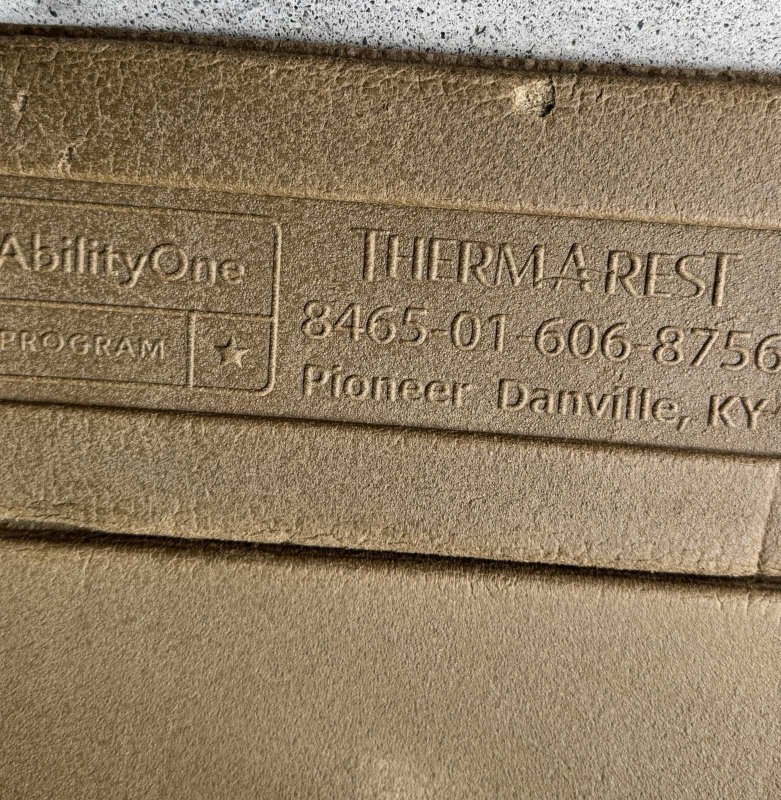 AbilityOne
PROGRAM
THERMAREST
8465-01-606-8756
Pioneer Danville, KY